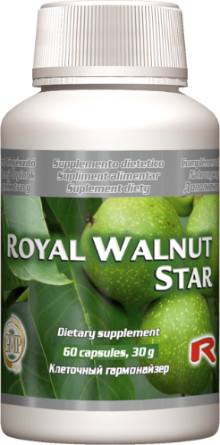 Supplemento dietetico
Supliment alimentar
Suplement diety
ROYAL WALNUT
STAR
Dietary supplement
60 capsules, 30 g
Клеточный гармонайзер
R